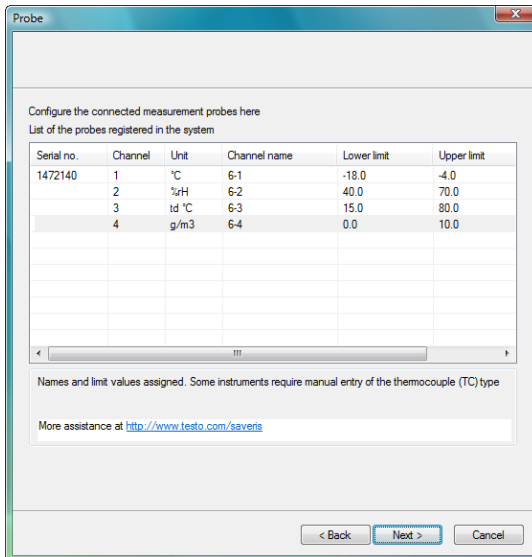 Probe
Configure the connected measurement probes here
List of the probes registered in the system
Serial no. Channel Unit Channel name Lower limit Upper limit
1472140 1 °C 6-1 -18.0 -4.0
2 %rH 6-2 40.0 70.0
3 td °C 6-3 15.0 80.0
4 g/m3 6-4 0.0 10.0
Names and limit values assigned. Some instruments require manual entry of the thermocouple (TC) type
More assistance at http://www.testo.com/saveris
< Back Next > Cancel